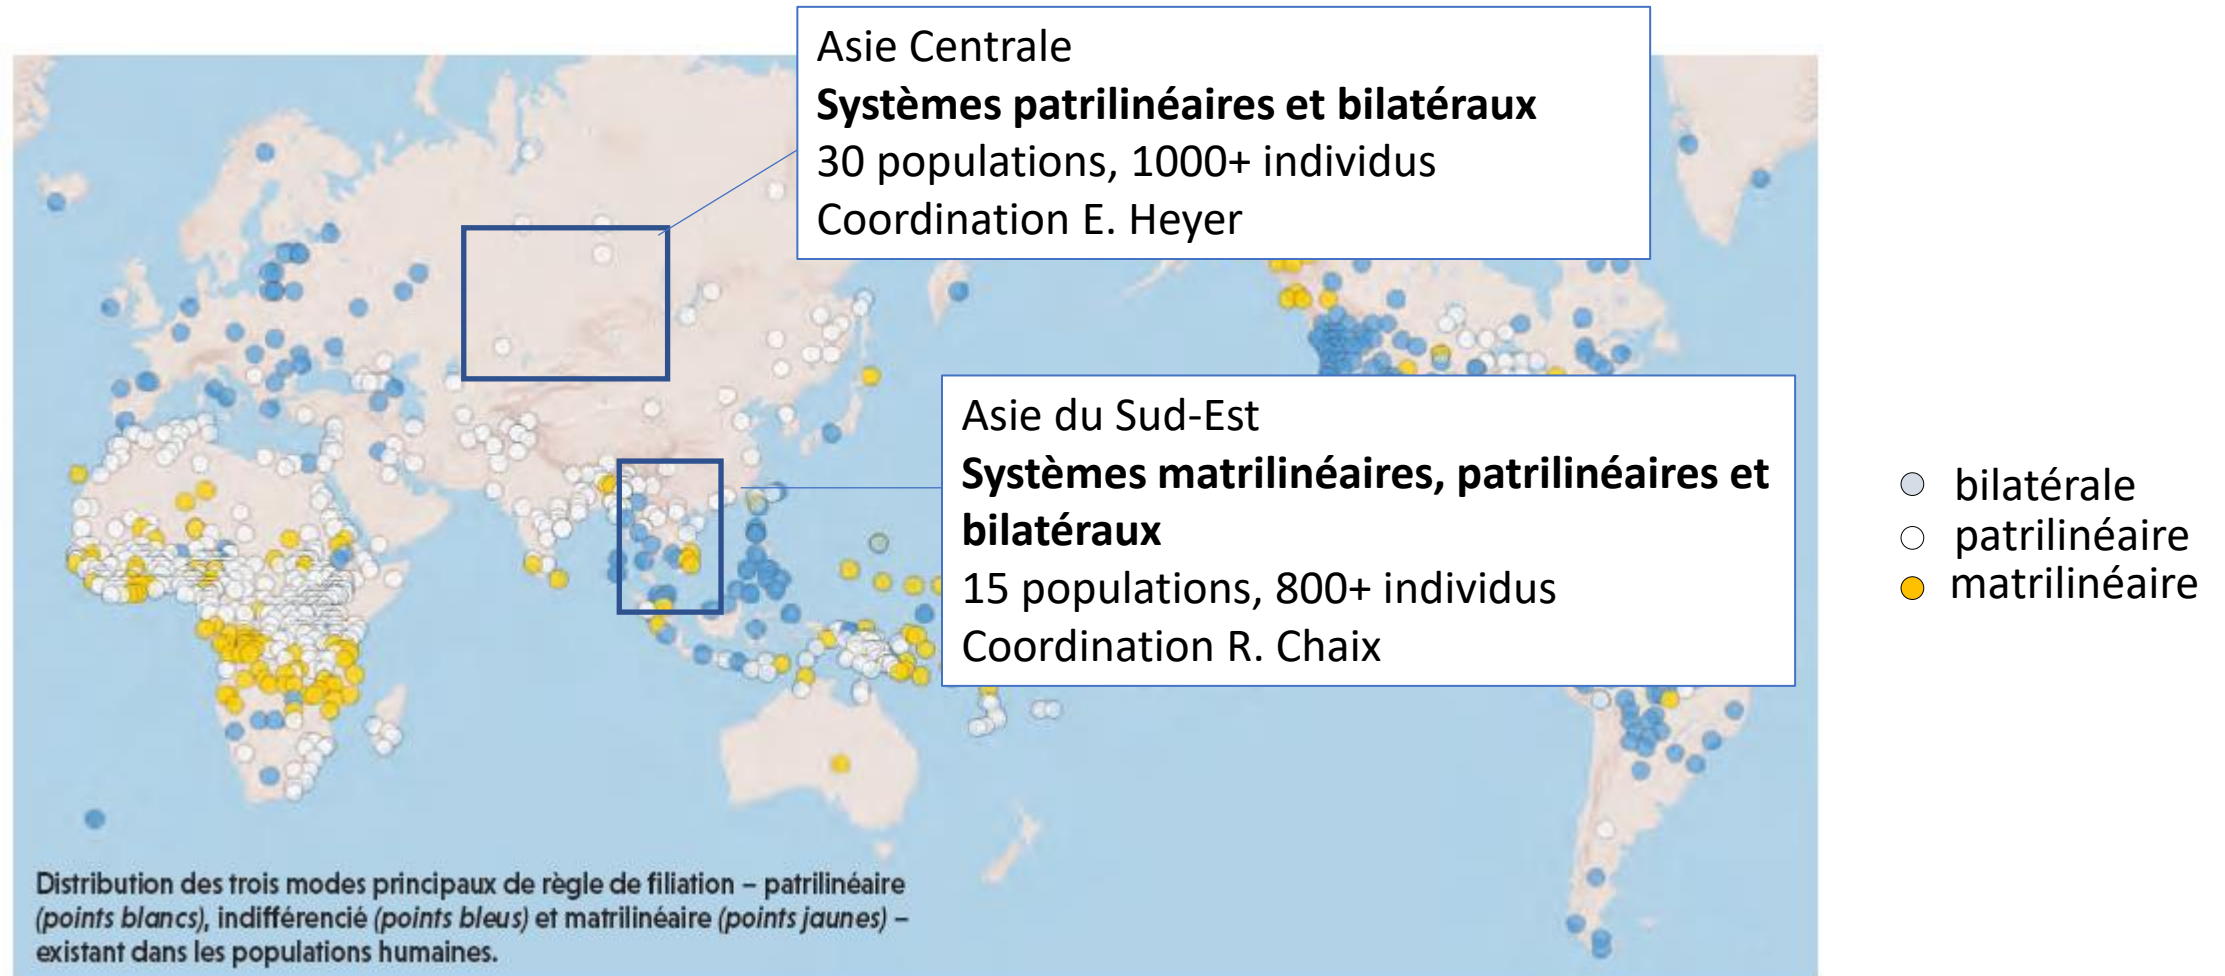 Asie Centrale
Systèmes patrilinéaires et bilatéraux
30 populations, 1000+ individus
Coordination E. Heyer
Asie du Sud-Est
Systèmes matrilinéaires, patrilinéaires et
bilatéraux
15 populations, 800+ individus
Coordination R. Chaix
bilatérale
patrilinéaire
matrilinéaire
Distribution des trois modes principaux de règle de filiation – patrilinéaire
(points blancs), indifférencié (points bleus) et matrilinéaire (points jaunes) –
existant dans les populations humaines.